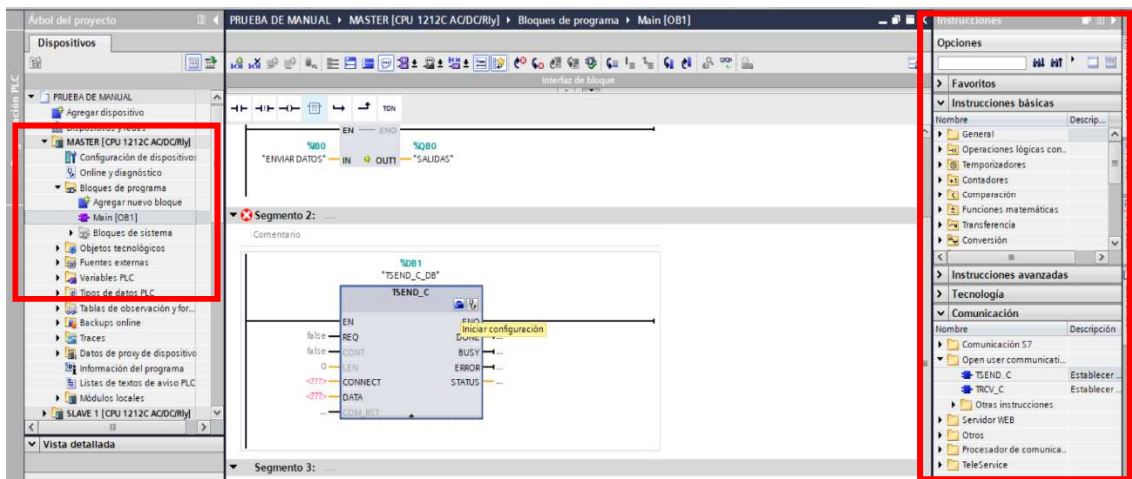 Árbol del proyecto
Dispositivos
PRUEBA DE MANUAL
Agregar dispositivo
Dispositivos y redes
MASTER [CPU 1212C AC/DC/Rly]
Configuración de dispositivos
Online y diagnóstico
Bloques de programa
Agregar nuevo bloque
Main [OB1]
Bloques de sistema
Objetos tecnológicos
Fuentes externas
Variables PLC
Tipos de datos PLC
Tablas de observación y for...
Backups online
Traces
Datos de proxy de dispositivo
Información del programa
Listas de textos de aviso PLC
Módulos locales
SLAVE 1 [CPU 1212C AC/DC/Rly]
Vista detallada
PRUEBA DE MANUAL MASTER [CPU 1212C AC/DC/Rly] Bloques de programa Main [OB1]
Interfaz de bloque
TON
EN ENO
%IB0 %QB0
"ENVIAR DATOS" IN OUT1 "SALIDAS"
Segmento 2: .....
Comentario
%DB1
"TSEND_C_DB"
TSEND_C
EN ENO
Iniciar configuración
false REQ DONE ...
false CONT BUSY ...
0 LEN ERROR ...
<???> CONNECT STATUS ...
<???> DATA
... COM_RST
Segmento 3: .....
Instrucciones
Opciones
Favoritos
Instrucciones básicas
Nombre Descrip...
General
Operaciones lógicas con..
Temporizadores
Contadores
Comparación
Funciones matemáticas
Transferencia
Conversión
Instrucciones avanzadas
Tecnología
Comunicación
Nombre Descripción
Comunicación S7
Open user communicati...
TSEND_C Establecer...
TRCV_C Establecer...
Otras instrucciones
Servidor WEB
Otros
Procesador de comunica..
TeleService